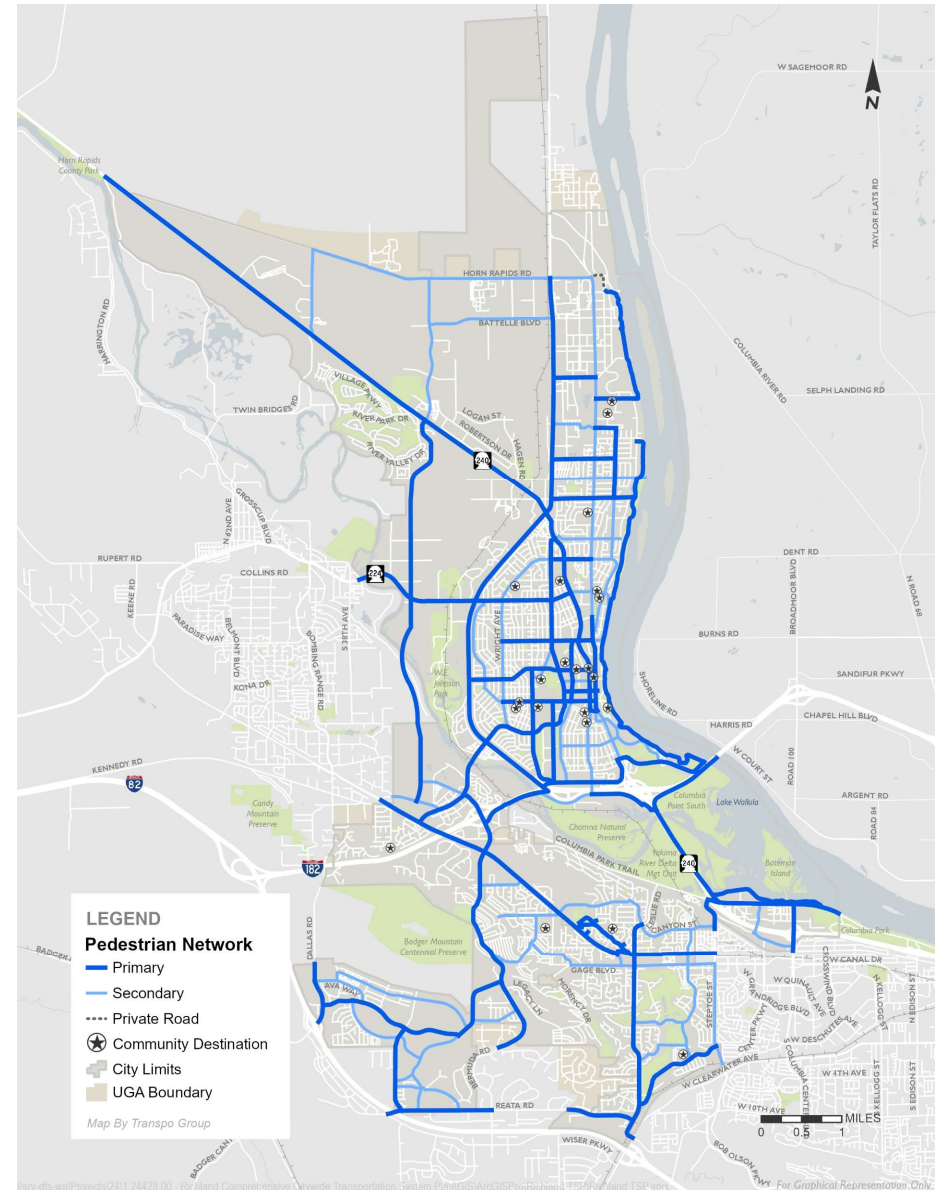 W SAGEMOOR RD
N
Horn Rapids
County Park
TAYLOR FLATS RD
HARRINGTON RD
HORN RAPIDS RD
BATTELLE BLVD
COLUMBIA RIVER RD
SELPH LANDING RD
VILLAGE PKWY
TWIN BRIDGES RD
RIVER PARK DR
LOGAN ST
ROBERTSON DR
RIVER VALLEY DR
HAGEN RD
240
GROSSCUP BLVD
N 62ND AVE
RUPERT RD
COLLINS RD
224
KEENE RD
DENT RD
BROADMOOR BLVD
N ROAD 68
PARADISE WAY
BELMONT BLVD
BOMBING RANGE RD
S 38TH AVE
WRIGHT AVE
BURNS RD
KONA DR
W.E.
Johnson
Park
SHORELINE RD
SANDIFUR PKWY
HARRIS RD
CHAPEL HILL BLVD
W COURT ST
ROAD 100
KENNEDY RD
82
Candy
Mountain
Preserve
Columbia
Point South
Lake Wallula
ARGENT RD
ROAD 84
Chamna Natural
Preserve
COLUMBIA PARK TRAIL
Yakima
River Delta
Mgt Unit
240
Bateman
Island
182
LESLIE RD
CANYON ST
Columbia Park
DALLAS RD
BADGER
Badger Mountain
Centennial Preserve
W CANAL DR
GAGE BLVD
AVA WAY
LEGACY LN
MORENCY DR
STEPTOE ST
W QUINAULT AVE
W GRANDRIDGE BLVD
CROSSWIND BLVD
N KELLOGG ST
N EDISON ST
CENTER PKWY
W DESCHUTES AVE
BERMUDA RD
W CLEARWATER AVE
W 4TH AVE
COLUMBIA CENTER
S KELLOGG ST
S EDISON ST
REATA RD
W 10TH AVE
WISER PKWY
BADGER CAN
BOB OLSON PKWY
MILES
0 0.5 1
LEGEND
Pedestrian Network
Primary
Secondary
Private Road
Community Destination
City Limits
UGA Boundary
Map By Transpo Group
For Graphical Representation Only